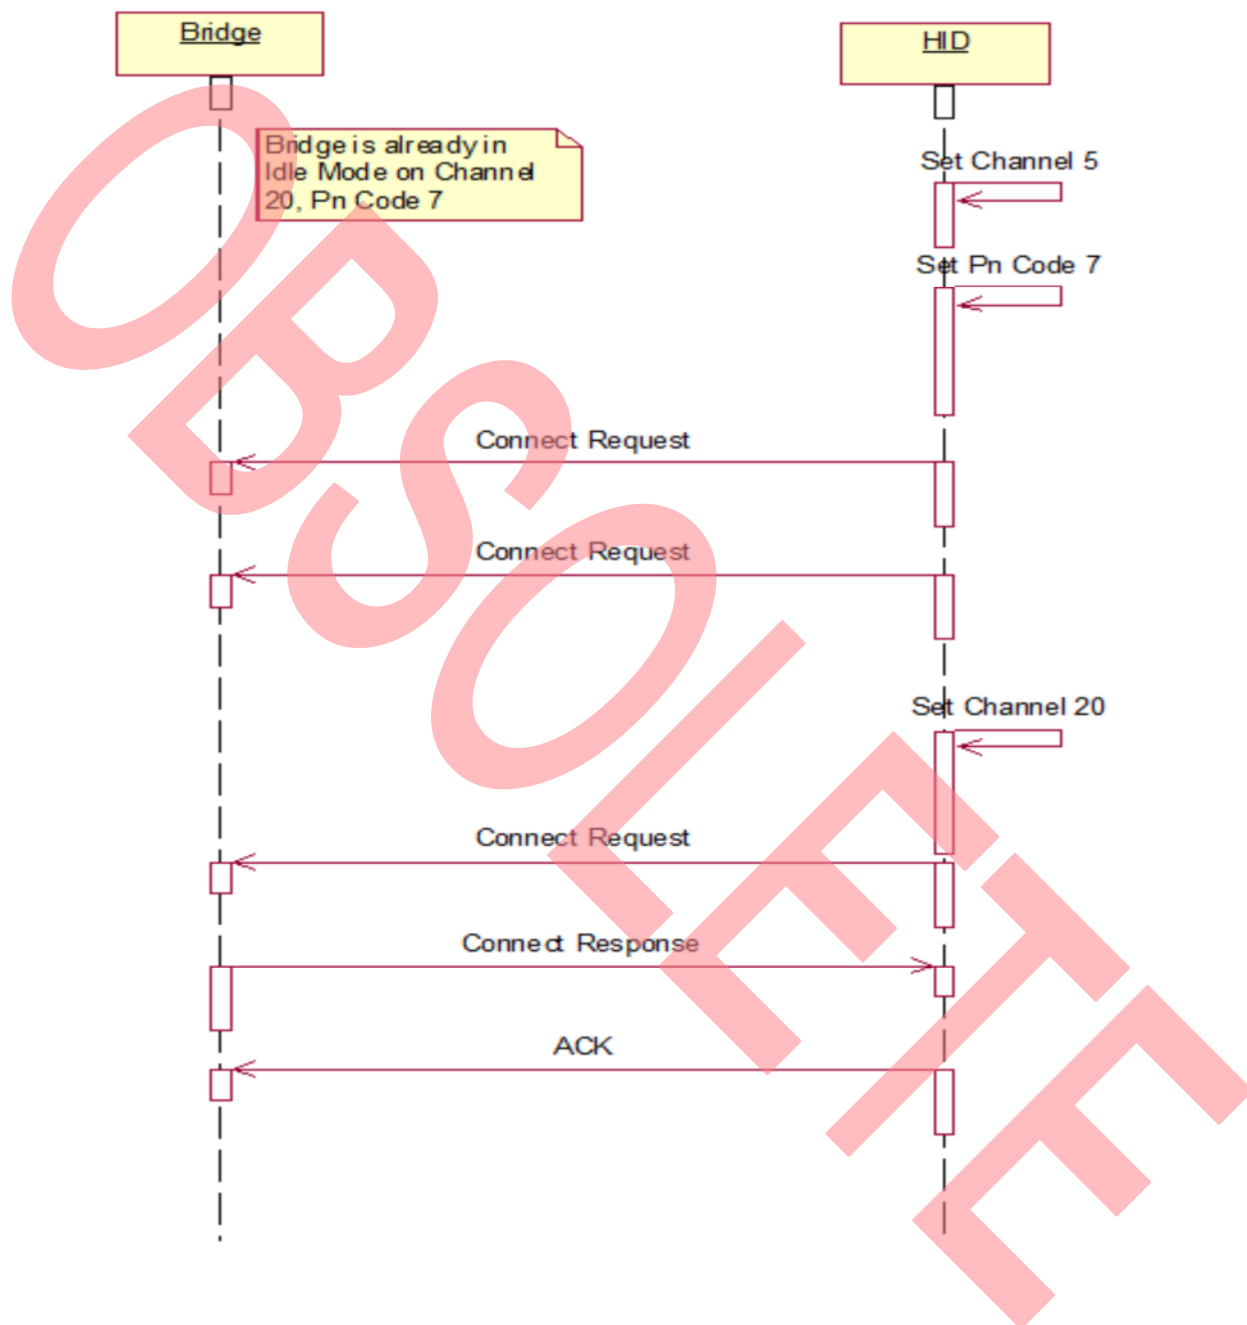 Bridge
HID
Bridge is already in
Idle Mode on Channel
20, Pn Code 7
Set Channel 5
Set Pn Code 7
Connect Request
Connect Request
Set Channel 20
Connect Request
Connect Response
ACK
OBSOLETE